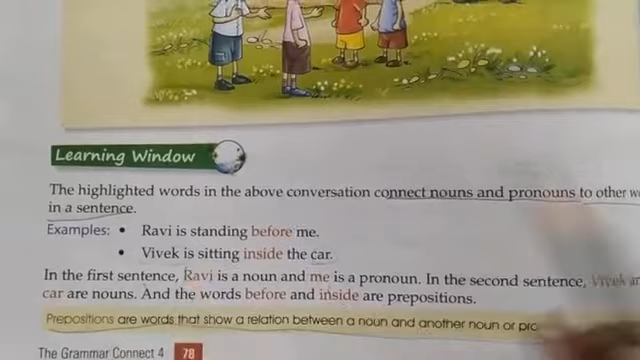 Learning Window
The highlighted words in the above conversation connect nouns and pronouns to other
in a sentence.
Examples: • Ravi is standing before me.
• Vivek is sitting inside the car.
In the first sentence, Ravi is a noun and me is a pronoun. In the second sentence, Vivek
car are nouns. And the words before and inside are prepositions.
Prepositions are words that show a relation between a noun and another noun or
The Grammar Connect 4 78